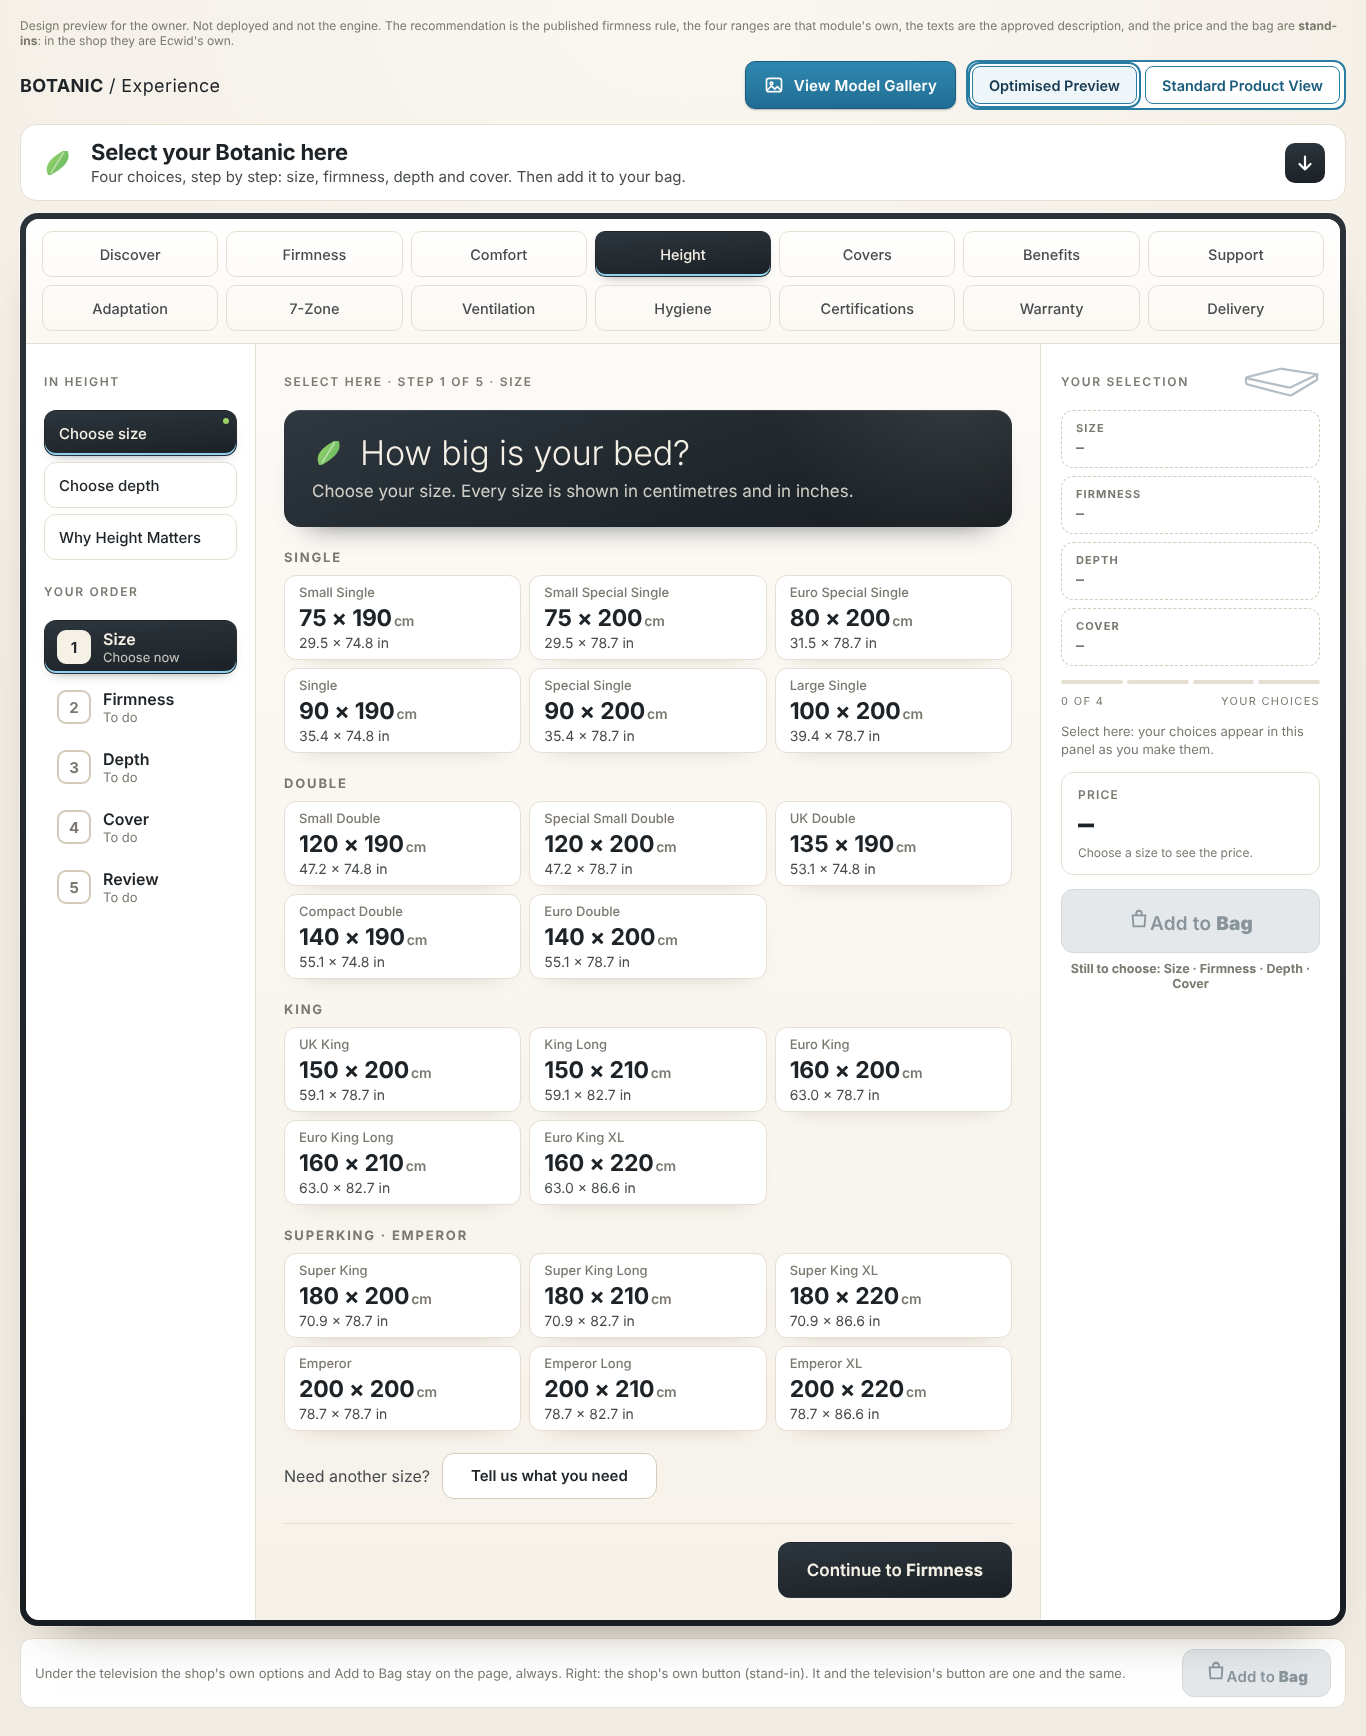 Design preview for the owner. Not deployed and not the engine. The recommendation is the published firmness rule, the four ranges are that module's own, the texts are the approved description, and the price and the bag are stand-
ins: in the shop they are Ecwid's own.
BOTANIC / Experience
View Model Gallery
Optimised Preview
Standard Product View
Select your Botanic here
Four choices, step by step: size, firmness, depth and cover. Then add it to your bag.
Discover
Firmness
Comfort
Height
Covers
Benefits
Support
Adaptation
7-Zone
Ventilation
Hygiene
Certifications
Warranty
Delivery
IN HEIGHT
Choose size
Choose depth
Why Height Matters
YOUR ORDER
1
Size
Choose now
2
Firmness
To do
3
Depth
To do
4
Cover
To do
5
Review
To do
SELECT HERE · STEP 1 OF 5 · SIZE
How big is your bed?
Choose your size. Every size is shown in centimetres and in inches.
SINGLE
Small Single
75 × 190 cm
29.5 × 74.8 in
Small Special Single
75 × 200 cm
29.5 × 78.7 in
Euro Special Single
80 × 200 cm
31.5 × 78.7 in
Single
90 × 190 cm
35.4 × 74.8 in
Special Single
90 × 200 cm
35.4 × 78.7 in
Large Single
100 × 200 cm
39.4 × 78.7 in
DOUBLE
Small Double
120 × 190 cm
47.2 × 74.8 in
Special Small Double
120 × 200 cm
47.2 × 78.7 in
UK Double
135 × 190 cm
53.1 × 74.8 in
Compact Double
140 × 190 cm
55.1 × 74.8 in
Euro Double
140 × 200 cm
55.1 × 78.7 in
KING
UK King
150 × 200 cm
59.1 × 78.7 in
King Long
150 × 210 cm
59.1 × 82.7 in
Euro King
160 × 200 cm
63.0 × 78.7 in
Euro King Long
160 × 210 cm
63.0 × 82.7 in
Euro King XL
160 × 220 cm
63.0 × 86.6 in
SUPERKING · EMPEROR
Super King
180 × 200 cm
70.9 × 78.7 in
Super King Long
180 × 210 cm
70.9 × 82.7 in
Super King XL
180 × 220 cm
70.9 × 86.6 in
Emperor
200 × 200 cm
78.7 × 78.7 in
Emperor Long
200 × 210 cm
78.7 × 82.7 in
Emperor XL
200 × 220 cm
78.7 × 86.6 in
Need another size?
Tell us what you need
Continue to Firmness
YOUR SELECTION
SIZE
–
FIRMNESS
–
DEPTH
–
COVER
–
0 OF 4
YOUR CHOICES
Select here: your choices appear in this
panel as you make them.
PRICE
–
Choose a size to see the price.
Add to Bag
Still to choose: Size · Firmness · Depth ·
Cover
Under the television the shop's own options and Add to Bag stay on the page, always. Right: the shop's own button (stand-in). It and the television's button are one and the same.
Add to Bag